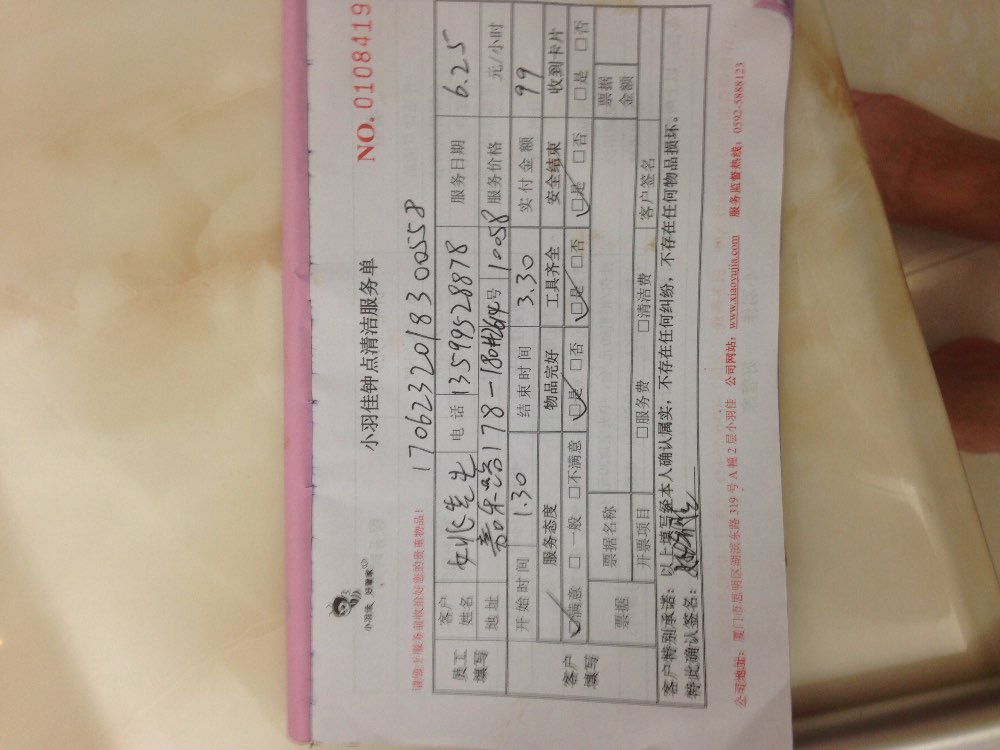 小羽佳 好管家
小羽佳钟点清洁服务单
NO. 0108419
请您于服务前收拾好您的贵重物品!
17062320183 00558
员工填写
客户姓名 姚先生 电话 13599528878 服务日期 6.25
地址 178-180 号 1005B 服务价格 元/小时
开始时间 1.30 结束时间 3.30 实付金额 99
客户填写
服务态度 物品完好 工具齐全 安全结束 收到卡片
☑满意 □一般 □不满意 ☑是 □否 ☑是 □否 ☑是 □否 □是 □否
票据 票据名称 票据金额
开票项目 □服务费 □清洁费 客户签名
客户特别承诺:以上填写经本人确认属实,不存在任何纠纷,不存在任何物品损坏。
特此确认签名:
公司地址:厦门市思明区湖滨东路 319 号 A 幢 2 层小羽佳 公司网站:www.xiaoyujia.com 服务监督热线:0592-5888123